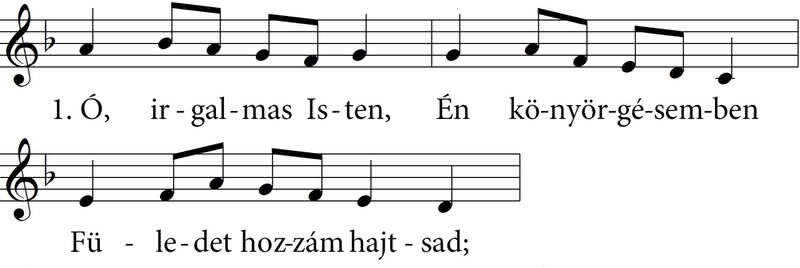 1. Ó, ir-gal-mas Is-ten, Én kö-nyör-gé-sem-ben
Fü - le-det hoz-zám hajt-sad;